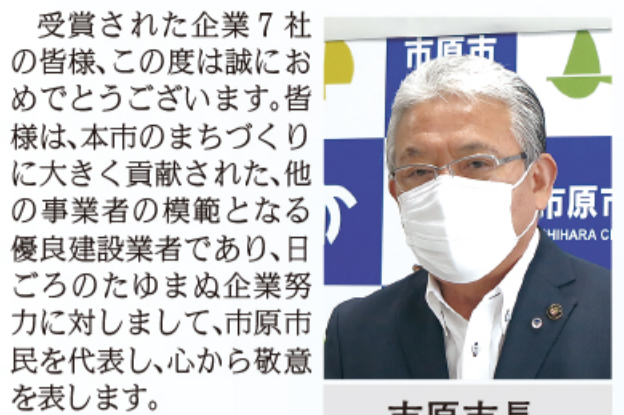 受賞された企業7社
の皆様、この度は誠にお
めでとうございます。皆
様は、本市のまちづくり
に大きく貢献された、他
の事業者の模範となる
優良建設業者であり、日
ごろのたゆまぬ企業努
力に対しまして、市原市
民を代表し、心から敬意
を表します。
市原市
市原市
市原市長